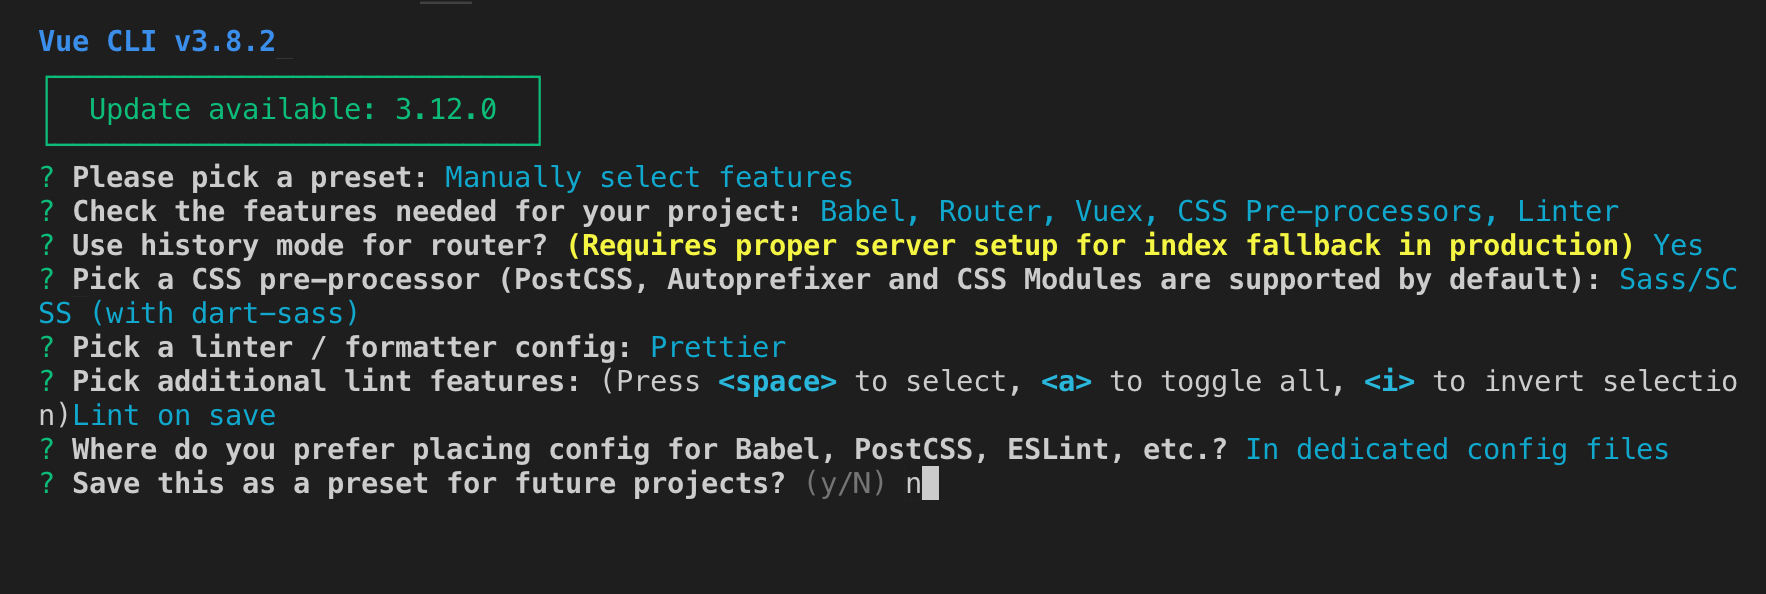 Vue CLI v3.8.2
Update available: 3.12.0
? Please pick a preset: Manually select features
? Check the features needed for your project: Babel, Router, Vuex, CSS Pre-processors, Linter
? Use history mode for router? (Requires proper server setup for index fallback in production) Yes
? Pick a CSS pre-processor (PostCSS, Autoprefixer and CSS Modules are supported by default): Sass/SC
SS (with dart-sass)
? Pick a linter / formatter config: Prettier
? Pick additional lint features: (Press <space> to select, <a> to toggle all, <i> to invert selectio
n)Lint on save
? Where do you prefer placing config for Babel, PostCSS, ESLint, etc.? In dedicated config files
? Save this as a preset for future projects? (y/N) n